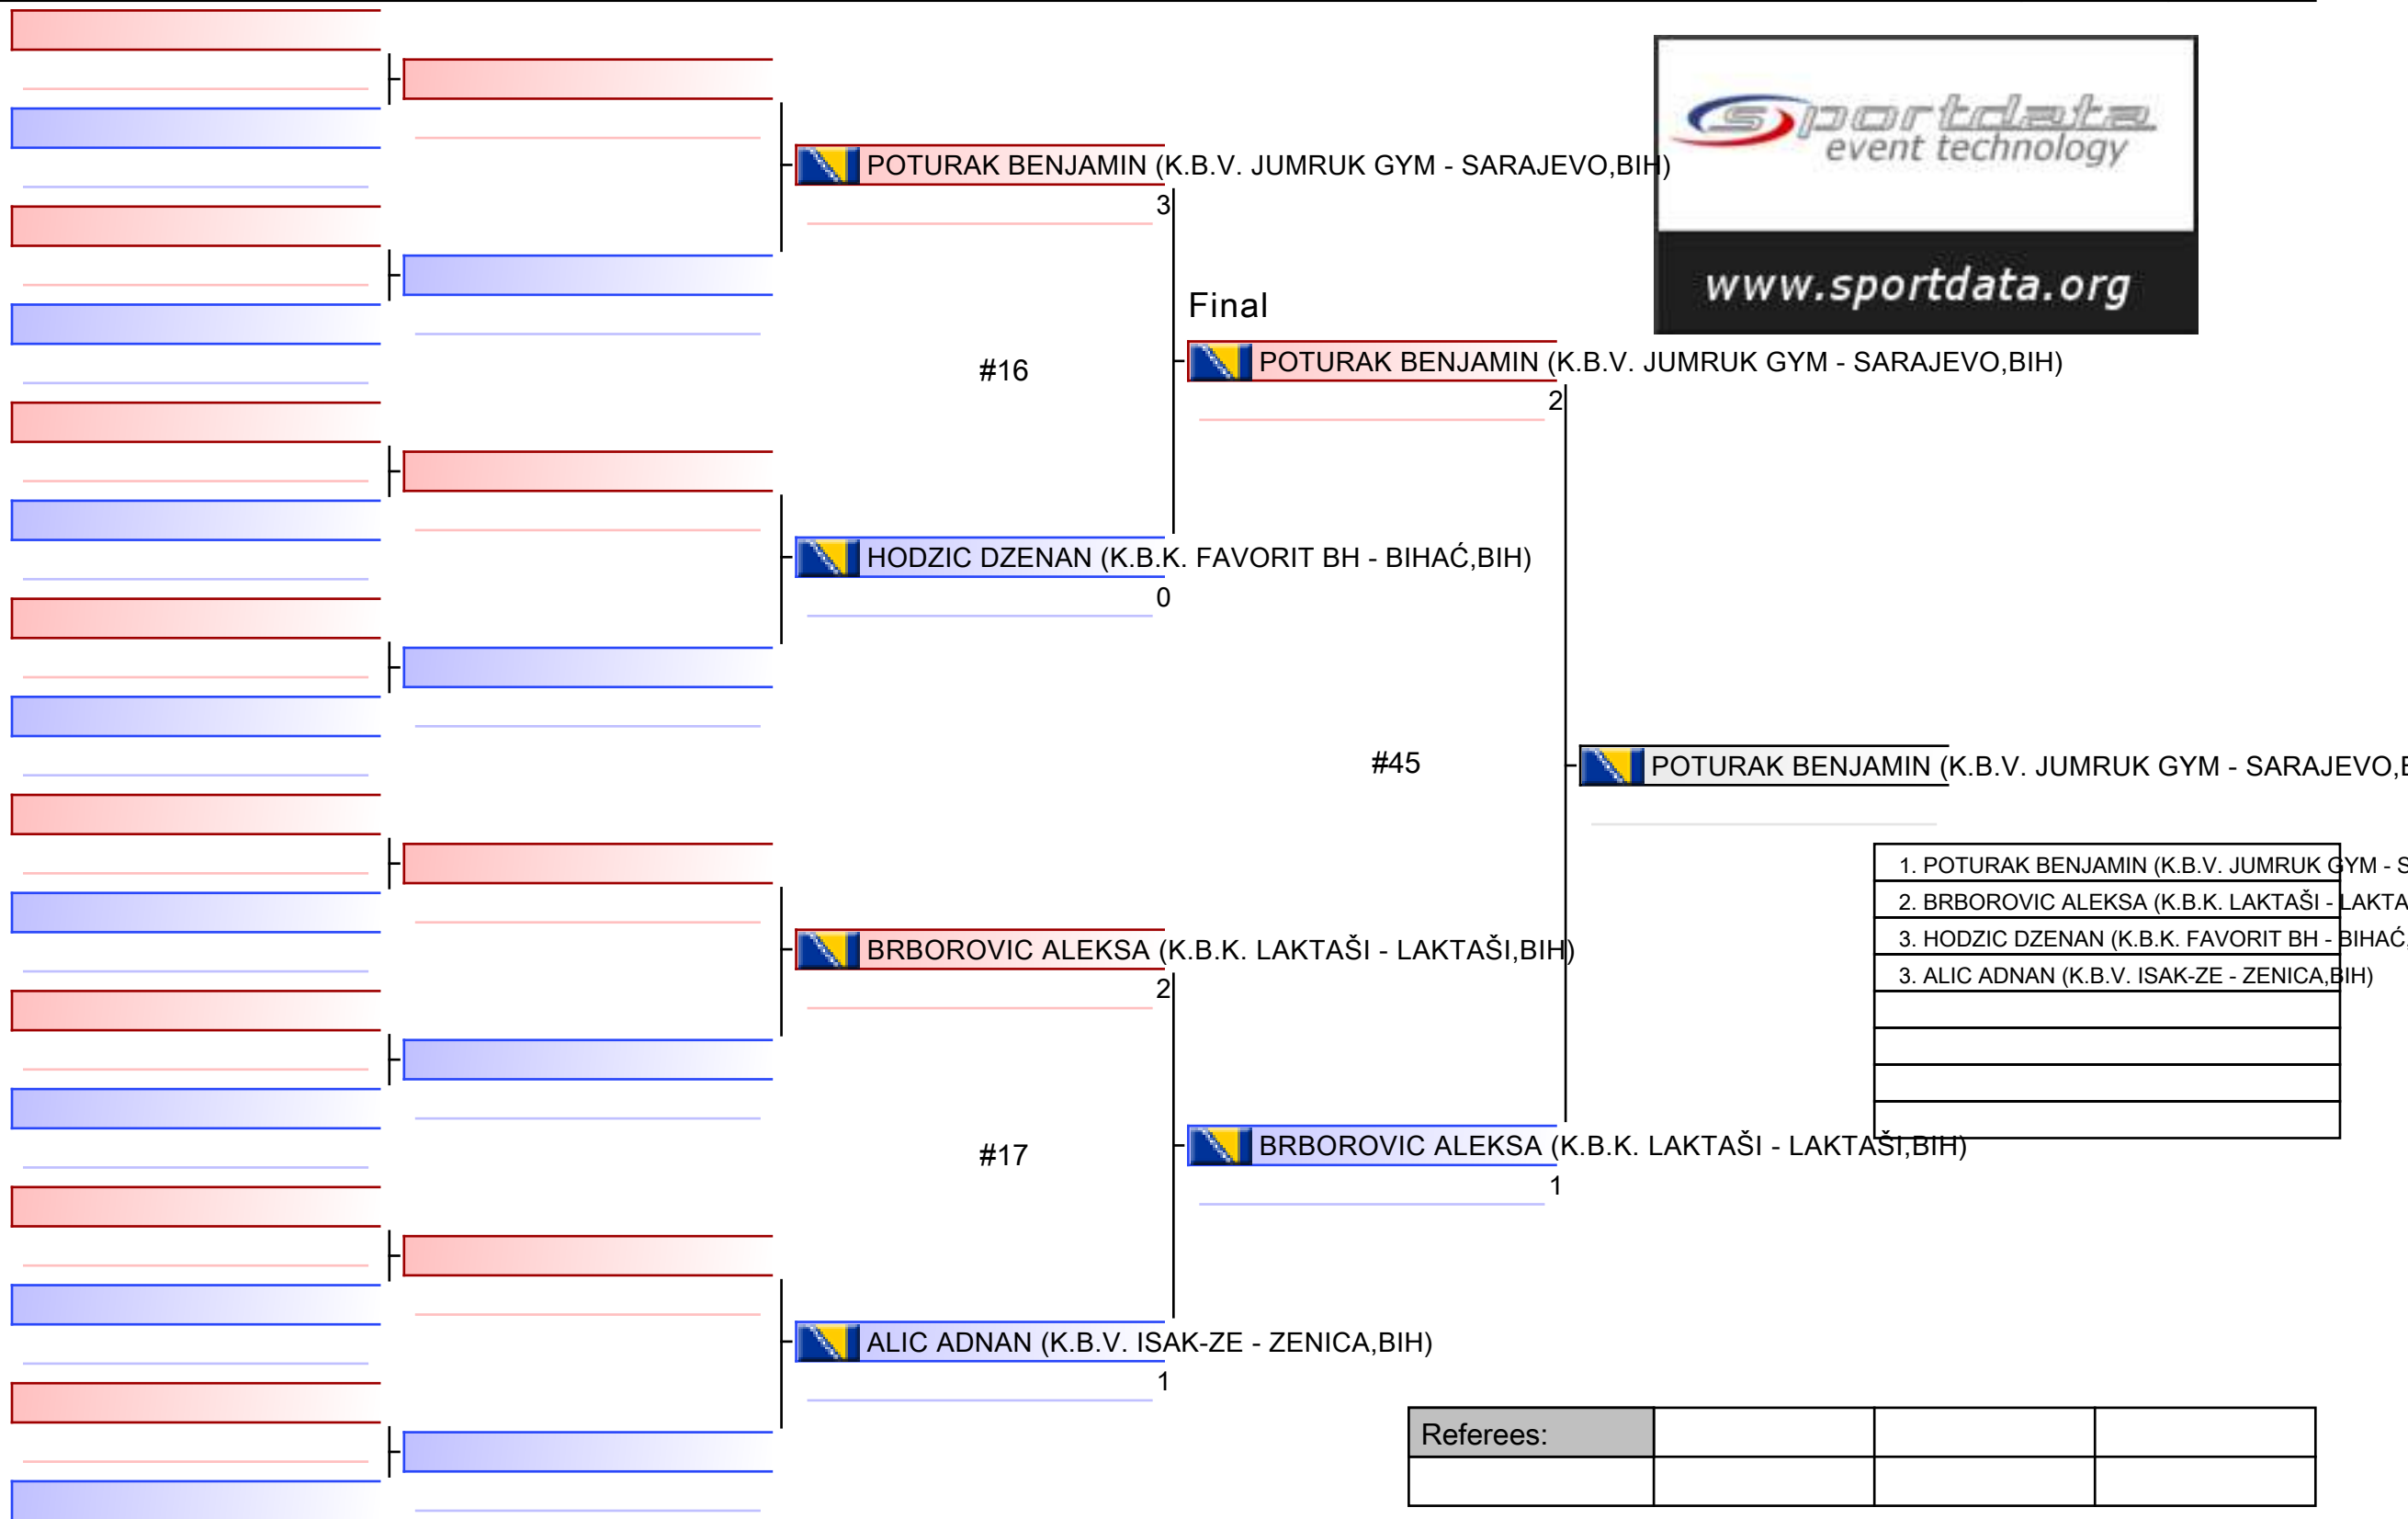 sportdata
event technology
www.sportdata.org
POTURAK BENJAMIN (K.B.V. JUMRUK GYM - SARAJEVO,BIH)
3
Final
#16
POTURAK BENJAMIN (K.B.V. JUMRUK GYM - SARAJEVO,BIH)
2
HODZIC DZENAN (K.B.K. FAVORIT BH - BIHAĆ,BIH)
0
#45
POTURAK BENJAMIN (K.B.V. JUMRUK GYM - SARAJEVO,
1. POTURAK BENJAMIN (K.B.V. JUMRUK GYM - S
2. BRBOROVIC ALEKSA (K.B.K. LAKTAŠI - LAKTA
3. HODZIC DZENAN (K.B.K. FAVORIT BH - BIHAĆ,
3. ALIC ADNAN (K.B.V. ISAK-ZE - ZENICA,BIH)
BRBOROVIC ALEKSA (K.B.K. LAKTAŠI - LAKTAŠI,BIH)
2
#17
BRBOROVIC ALEKSA (K.B.K. LAKTAŠI - LAKTAŠI,BIH)
1
ALIC ADNAN (K.B.V. ISAK-ZE - ZENICA,BIH)
1
Referees: